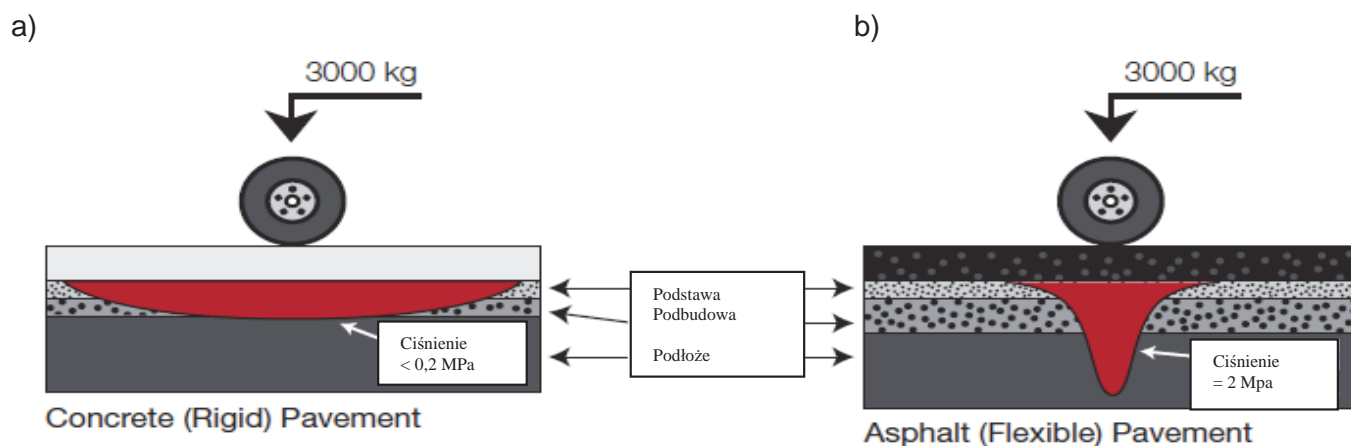 a)
b)
3000 kg
3000 kg
Podstawa
Podbudowa
Podłoże
Ciśnienie
< 0,2 MPa
Ciśnienie
= 2 Mpa
Concrete (Rigid) Pavement
Asphalt (Flexible) Pavement